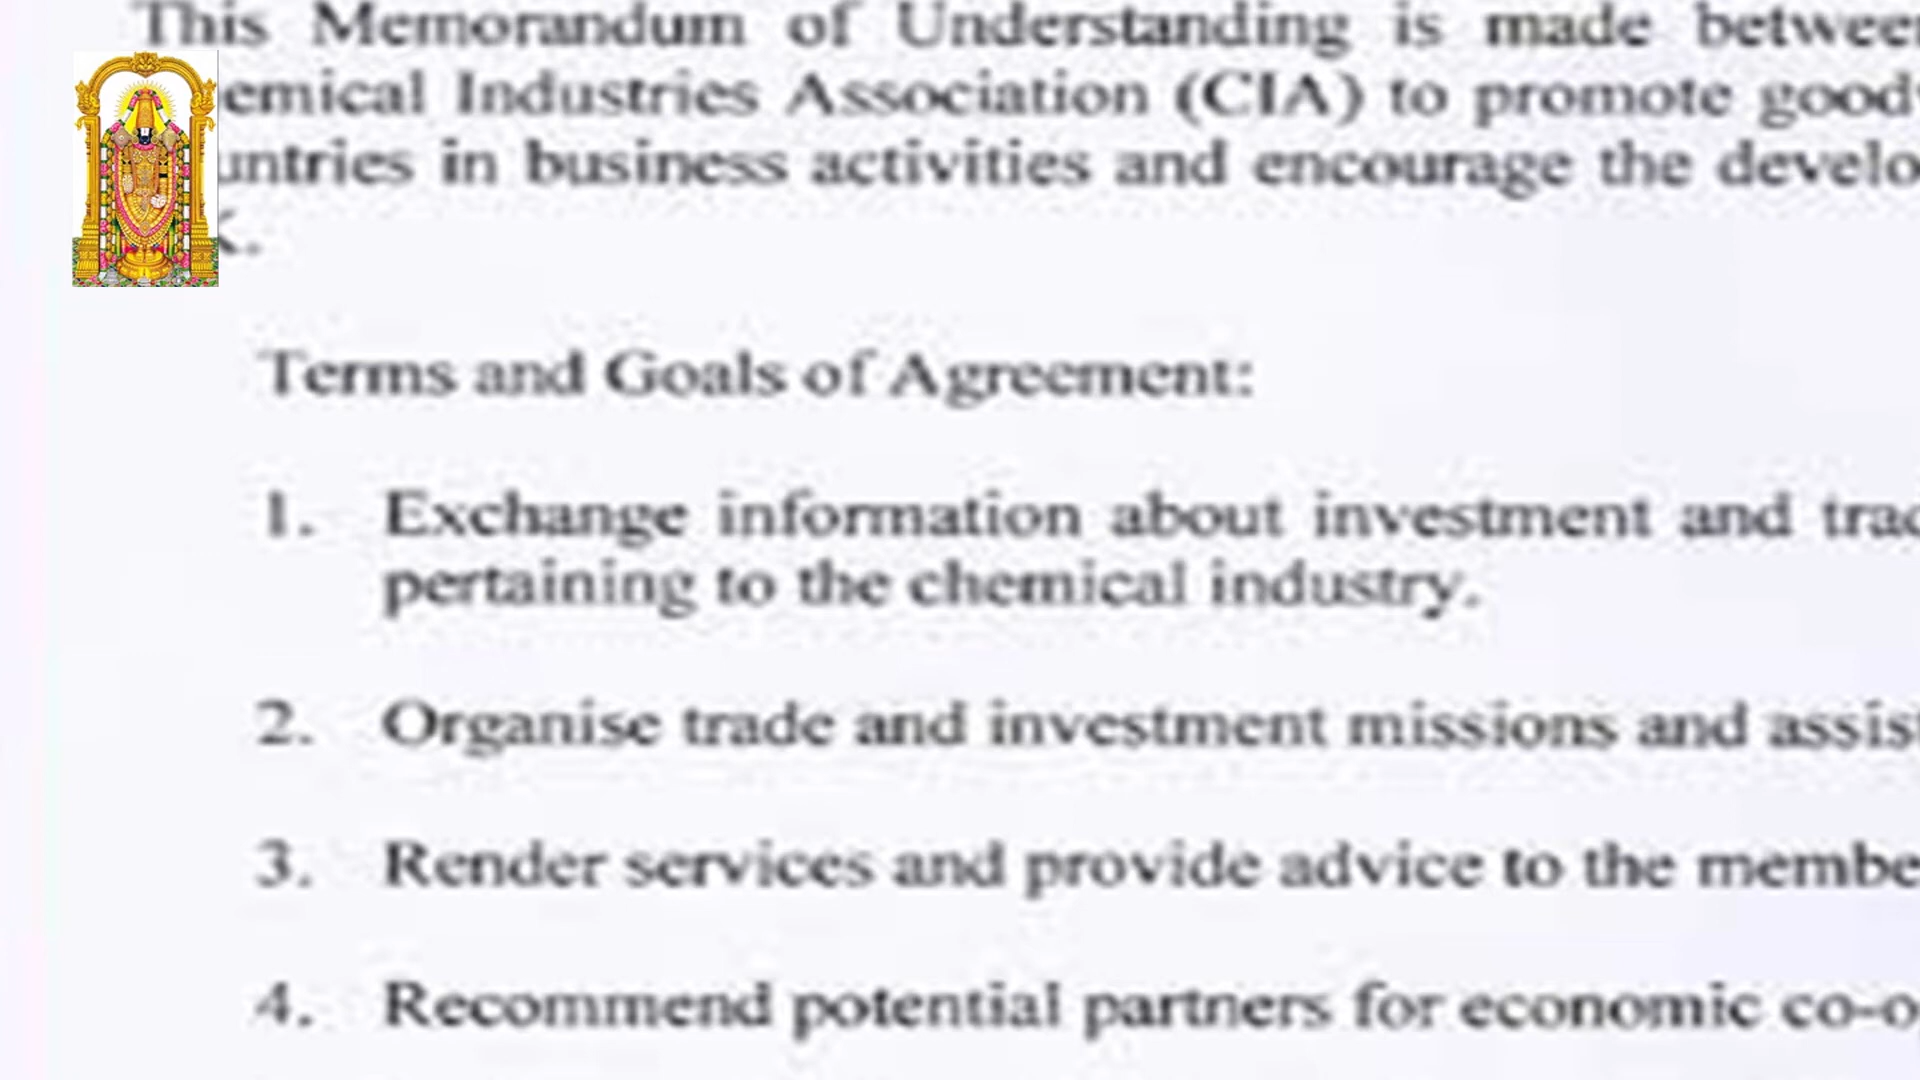 This Memorandum of Understanding is made between
emical Industries Association (CIA) to promote good
untries in business activities and encourage the develo
Terms and Goals of Agreement:
1. Exchange information about investment and trad
pertaining to the chemical industry.
2. Organise trade and investment missions and assist
3. Render services and provide advice to the membe
4. Recommend potential partners for economic co-o